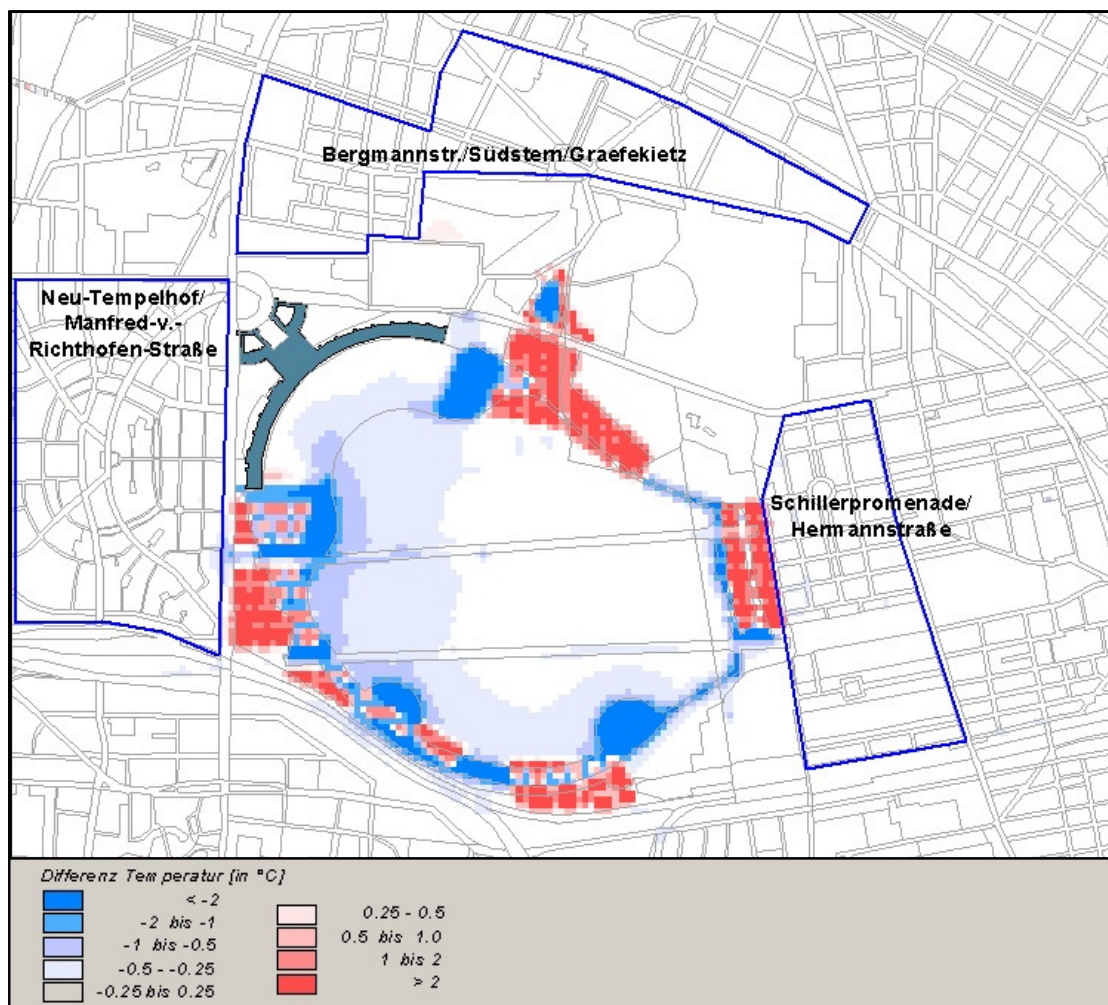 Bergmannstr./Südstern/Graefekietz
Neu-Tempelhof/
Manfred-v.-
Richthofen-Straße
Schillerpromenade/
Hermannstraße
Differenz Temperatur [in °C]
< -2
-2 bis -1
-1 bis -0.5
-0.5 - -0.25
-0.25 bis 0.25
0.25 - 0.5
0.5 bis 1.0
1 bis 2
> 2